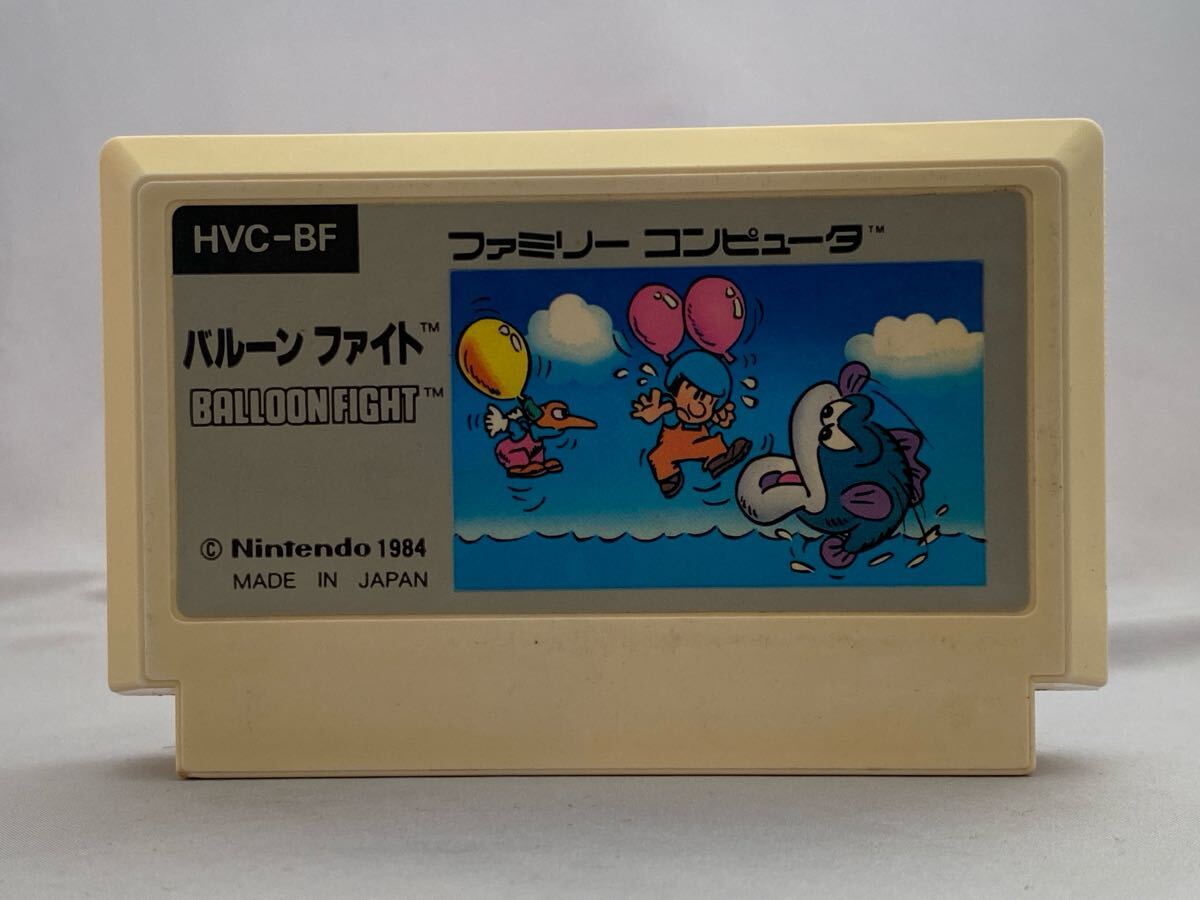 HVC-BF
ファミリー コンピュータ™
バルーン ファイト™
BALLOON FIGHT™
© Nintendo 1984
MADE IN JAPAN